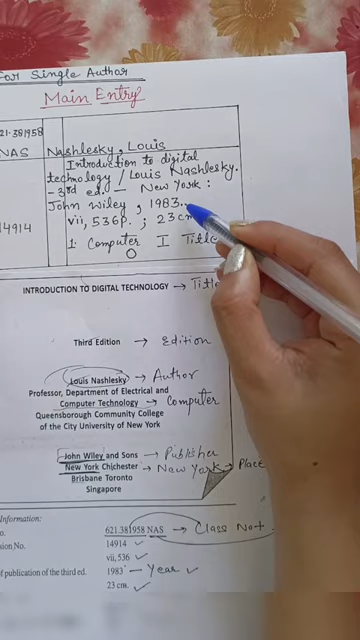 For Single Author
Main Entry
21.381958
NAS
Nashlesky, Louis
Introduction to digital
technology / Louis Nashlesky.
-3rd ed. — New York :
John Wiley, 1983..
vii, 536p. ; 23cm
14914
1. Computer I Title
INTRODUCTION TO DIGITAL TECHNOLOGY → Title
Third Edition → Edition
Louis Nashlesky → Author
Professor, Department of Electrical and
Computer Technology → Computer
Queensborough Community College
of the City University of New York
John Wiley and Sons → Publisher
New York Chichester → New York → Place
Brisbane Toronto
Singapore
Information:
o. 621.381958 NAS → Class No+
sion No. 14914 ✓
vii,536 ✓
of publication of the third ed. 1983 — Year ✓
23 cm. ✓